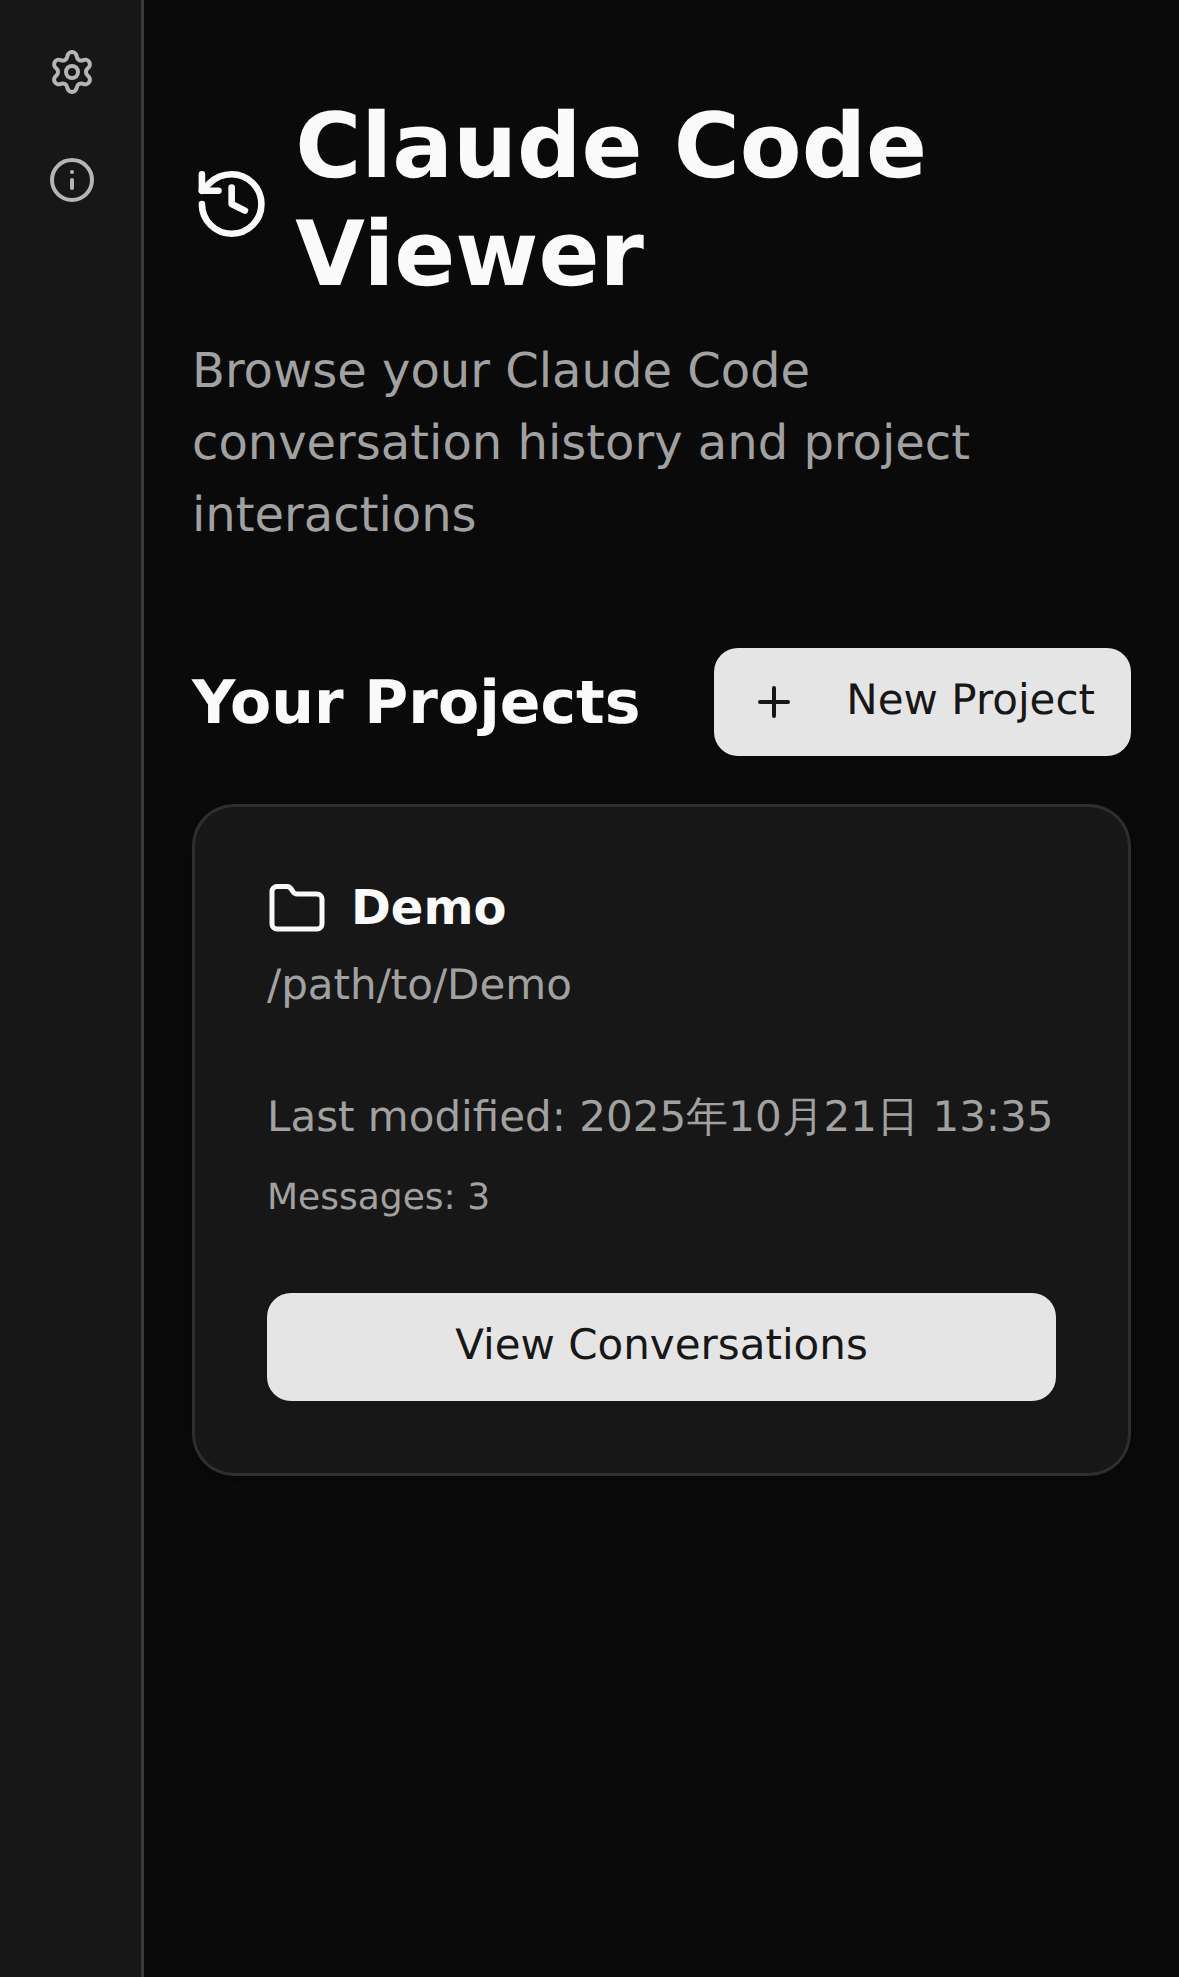 Claude Code
Viewer
Browse your Claude Code
conversation history and project
interactions
Your Projects
New Project
Demo
/path/to/Demo
Last modified: 2025年10月21日 13:35
Messages: 3
View Conversations